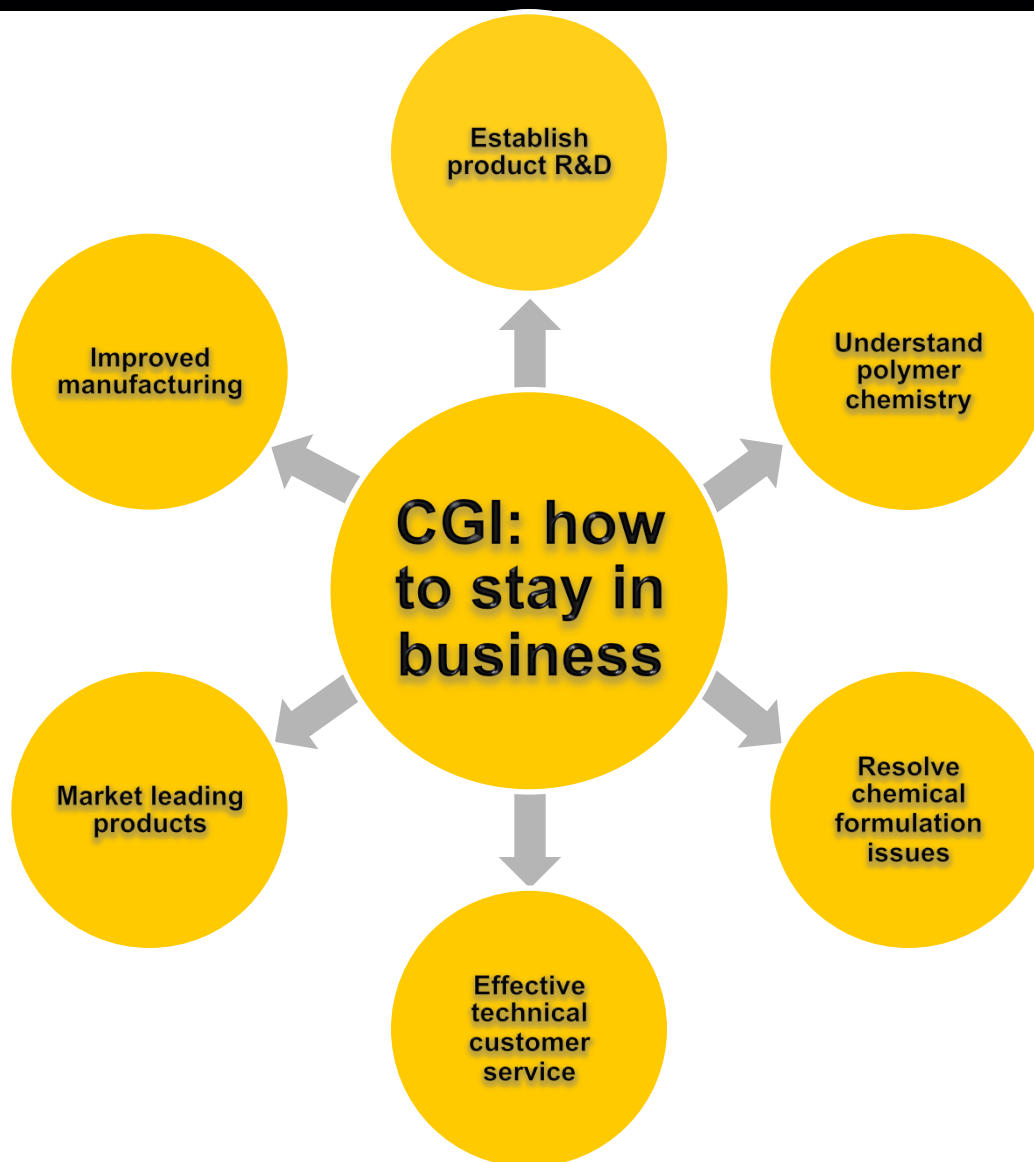 Establish
product R&D
Improved
manufacturing
Understand
polymer
chemistry
CGI: how
to stay in
business
Market leading
products
Resolve
chemical
formulation
issues
Effective
technical
customer
service